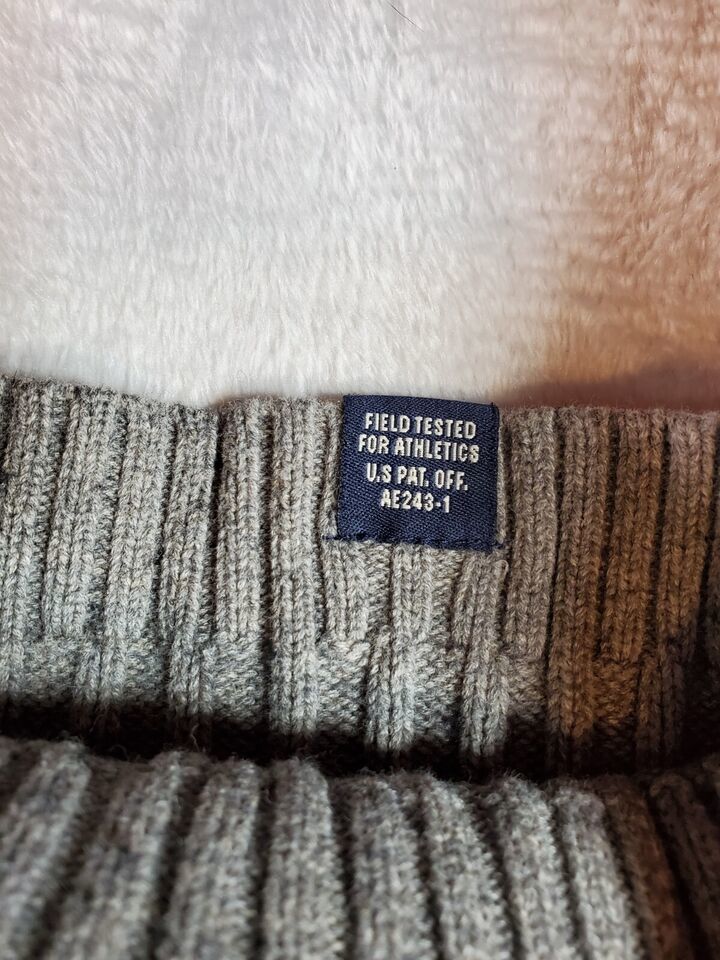 FIELD TESTED
FOR ATHLETICS
U.S PAT. OFF.
AE243-1